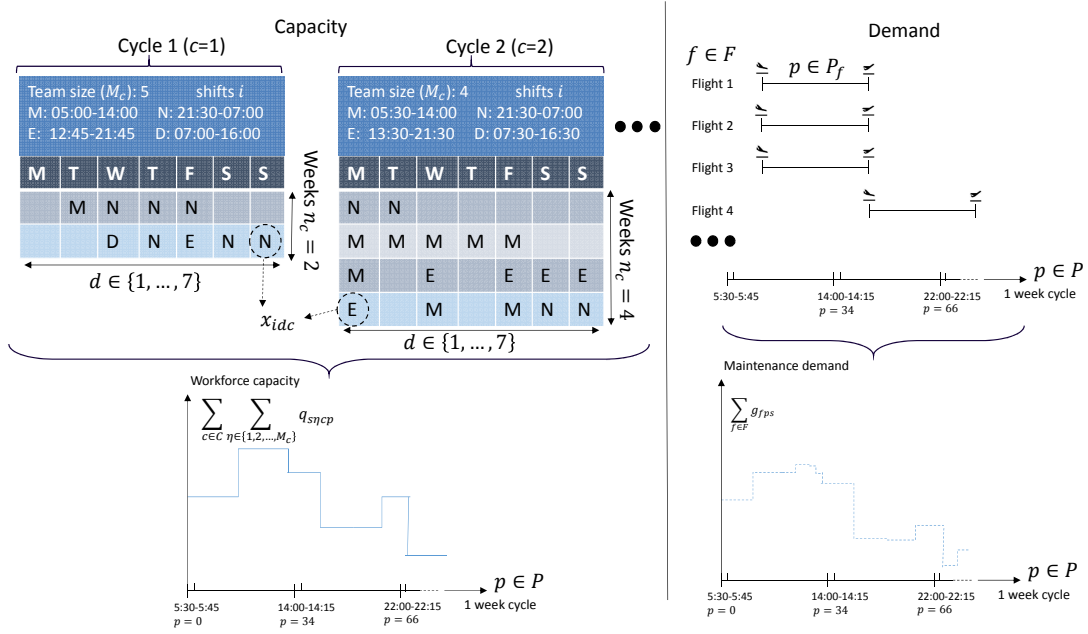 Capacity
Cycle 1 (c=1)
Team size (M_c): 5 shifts i
M: 05:00-14:00 N: 21:30-07:00
E: 12:45-21:45 D: 07:00-16:00
M T W T F S S
M N N N
D N E N N
Weeks n_c = 2
d ∈ {1, …, 7}
x_{idc}
Cycle 2 (c=2)
Team size (M_c): 4 shifts i
M: 05:30-14:00 N: 21:30-07:00
E: 13:30-21:30 D: 07:30-16:30
M T W T F S S
N N
M M M M M
M E E E E
E M M N N
Weeks n_c = 4
d ∈ {1, …, 7}
Workforce capacity
∑_{c∈C} ∑_{η∈{1,2,…,M_c}} q_{sηcp}
p ∈ P
5:30-5:45 14:00-14:15 22:00-22:15 1 week cycle
p = 0 p = 34 p = 66
Demand
f ∈ F
p ∈ P_f
Flight 1
Flight 2
Flight 3
Flight 4
p ∈ P
5:30-5:45 14:00-14:15 22:00-22:15 1 week cycle
p = 34 p = 66
Maintenance demand
∑_{f∈F} g_{fps}
p ∈ P
5:30-5:45 14:00-14:15 22:00-22:15 1 week cycle
p = 0 p = 34 p = 66